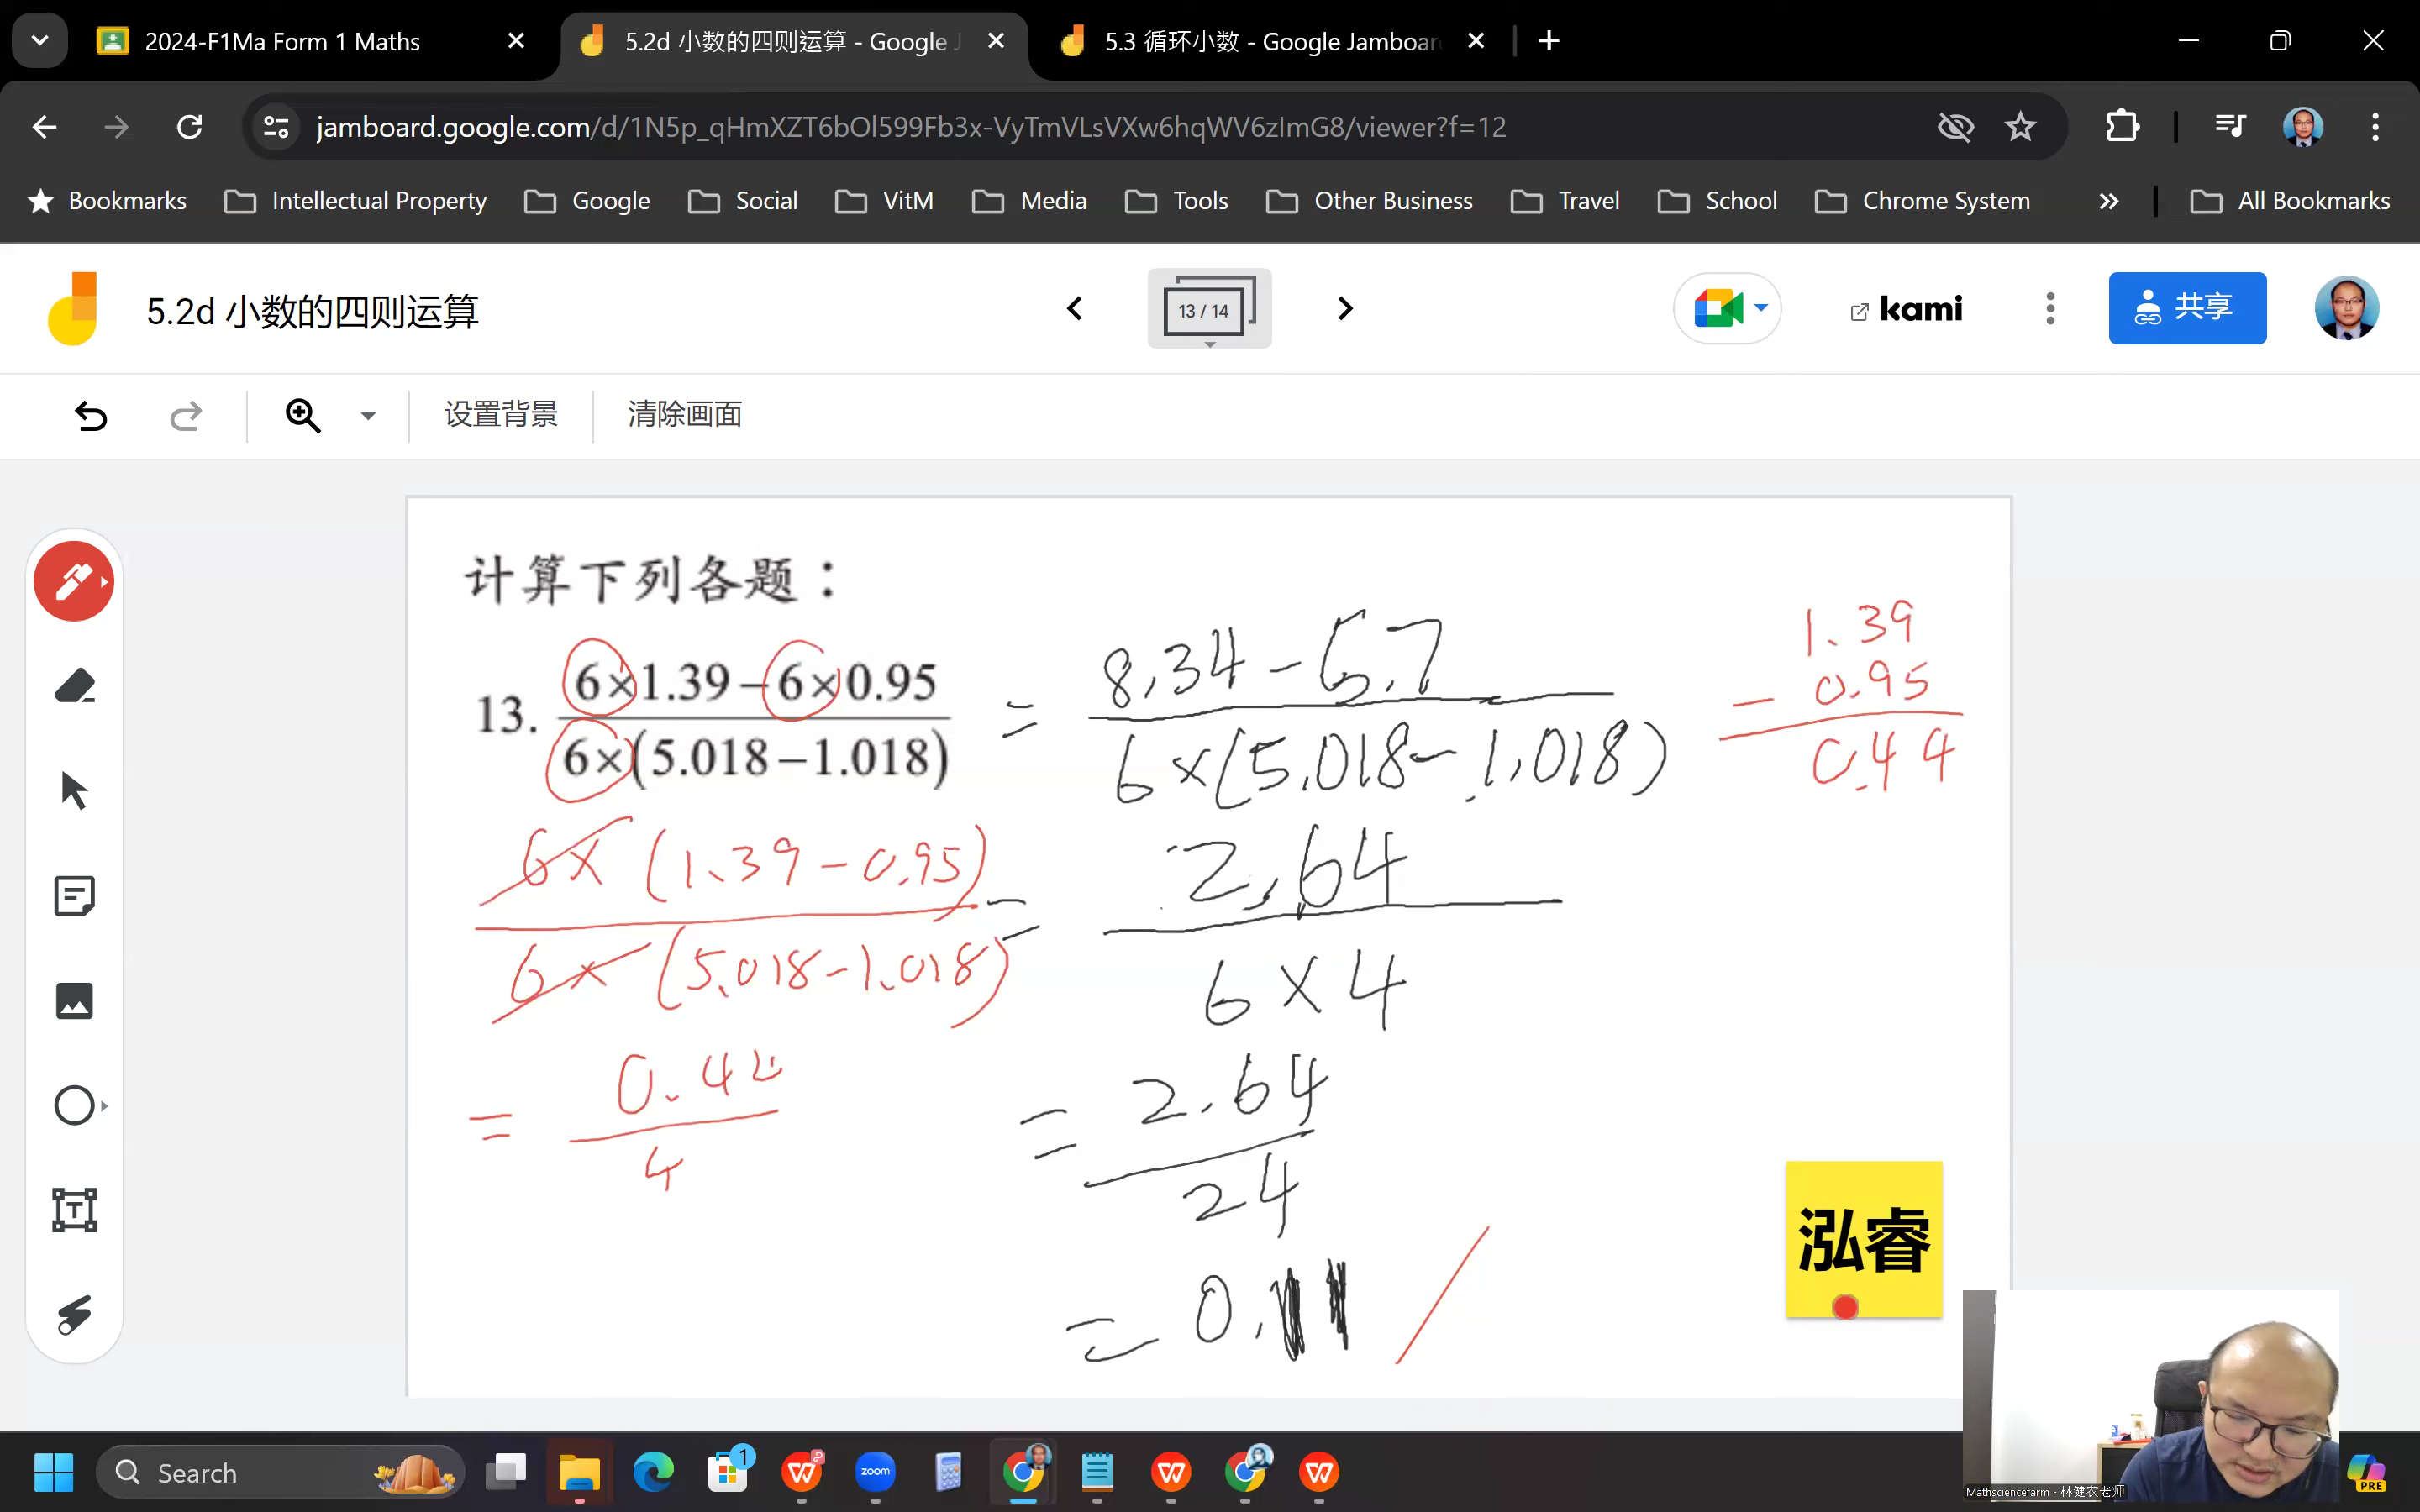 2024-F1Ma Form 1 Maths
5.2d 小数的四则运算 - Google J
5.3 循环小数 - Google Jamboar
jamboard.google.com/d/1N5p_qHmXZT6bOl599Fb3x-VyTmVLsVXw6hqWV6zImG8/viewer?f=12
Bookmarks Intellectual Property Google Social VitM Media Tools Other Business Travel School Chrome System All Bookmarks
5.2d 小数的四则运算
13 / 14
kami
共享
设置背景 清除画面
计算下列各题：
13. 6×1.39−6×0.95
6×(5.018−1.018)
= 8.34-5.7
6×(5.018-1.018)
1.39
- 0.95
0.44
6× (1.39-0.95)
6× (5.018-1.018)
= 2.64
6×4
= 0.44
4
= 2.64
24
= 0.11
泓睿
Mathsciencefarm - 林健农老师
Search
1
zoom
PRE